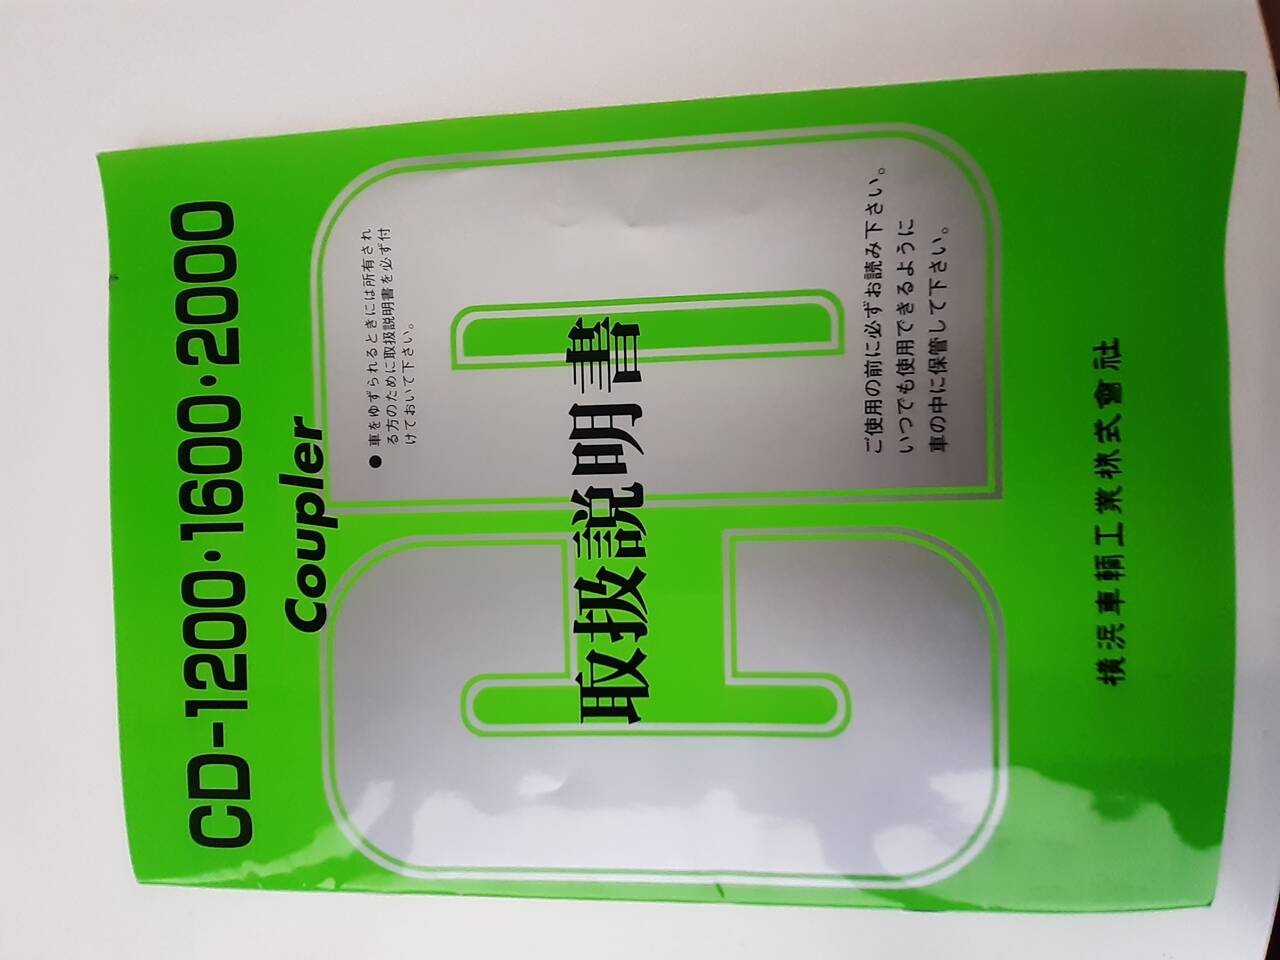 CD-1200・1600・2000
Coupler
●車をゆずられるときには所有され
る方のために取扱説明書を必ず付
けておいて下さい。
取扱説明書
ご使用の前に必ずお読み下さい。
いつでも使用できるように
車の中に保管して下さい。
横浜車輌工業株式會社